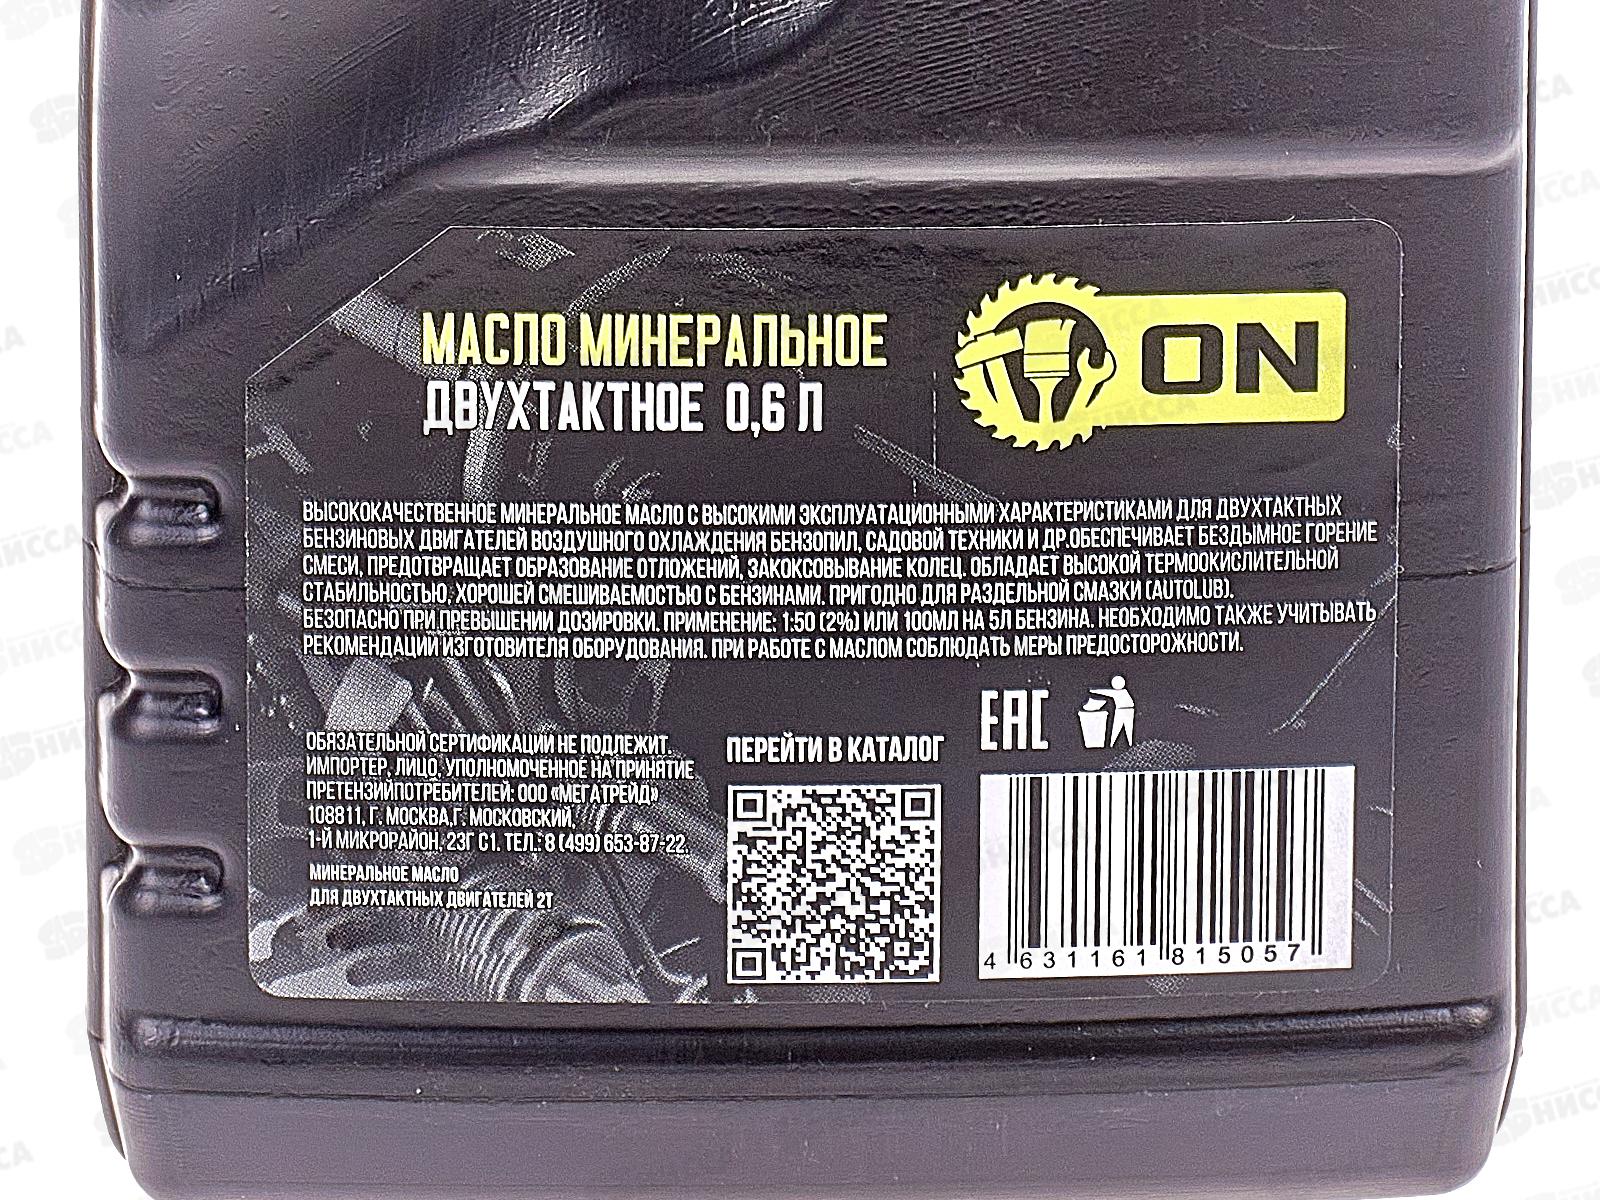 МАСЛО МИНЕРАЛЬНОЕ
ДВУХТАКТНОЕ 0,6 Л
ON
ВЫСОКОКАЧЕСТВЕННОЕ МИНЕРАЛЬНОЕ МАСЛО С ВЫСОКИМИ ЭКСПЛУАТАЦИОННЫМИ ХАРАКТЕРИСТИКАМИ ДЛЯ ДВУХТАКТНЫХ
БЕНЗИНОВЫХ ДВИГАТЕЛЕЙ ВОЗДУШНОГО ОХЛАЖДЕНИЯ БЕНЗОПИЛ, САДОВОЙ ТЕХНИКИ И ДР.ОБЕСПЕЧИВАЕТ БЕЗДЫМНОЕ ГОРЕНИЕ
СМЕСИ, ПРЕДОТВРАЩАЕТ ОБРАЗОВАНИЕ ОТЛОЖЕНИЙ, ЗАКОКСОВЫВАНИЕ КОЛЕЦ. ОБЛАДАЕТ ВЫСОКОЙ ТЕРМООКИСЛИТЕЛЬНОЙ
СТАБИЛЬНОСТЬЮ, ХОРОШЕЙ СМЕШИВАЕМОСТЬЮ С БЕНЗИНАМИ. ПРИГОДНО ДЛЯ РАЗДЕЛЬНОЙ СМАЗКИ (AUTOLUB).
БЕЗОПАСНО ПРИ ПРЕВЫШЕНИИ ДОЗИРОВКИ. ПРИМЕНЕНИЕ: 1:50 (2%) ИЛИ 100МЛ НА 5Л БЕНЗИНА. НЕОБХОДИМО ТАКЖЕ УЧИТЫВАТЬ
РЕКОМЕНДАЦИИ ИЗГОТОВИТЕЛЯ ОБОРУДОВАНИЯ. ПРИ РАБОТЕ С МАСЛОМ СОБЛЮДАТЬ МЕРЫ ПРЕДОСТОРОЖНОСТИ.
ОБЯЗАТЕЛЬНОЙ СЕРТИФИКАЦИИ НЕ ПОДЛЕЖИТ.
ИМПОРТЕР, ЛИЦО, УПОЛНОМОЧЕННОЕ НА ПРИНЯТИЕ
ПРЕТЕНЗИЙПОТРЕБИТЕЛЕЙ: ООО «МЕГАТРЕЙД»
108811, Г. МОСКВА,Г. МОСКОВСКИЙ,
1-Й МИКРОРАЙОН, 23Г С1. ТЕЛ.: 8 (499) 653-87-22.
МИНЕРАЛЬНОЕ МАСЛО
ДЛЯ ДВУХТАКТНЫХ ДВИГАТЕЛЕЙ 2Т
ПЕРЕЙТИ В КАТАЛОГ
ЕАС
4 631161 815057
НИССА